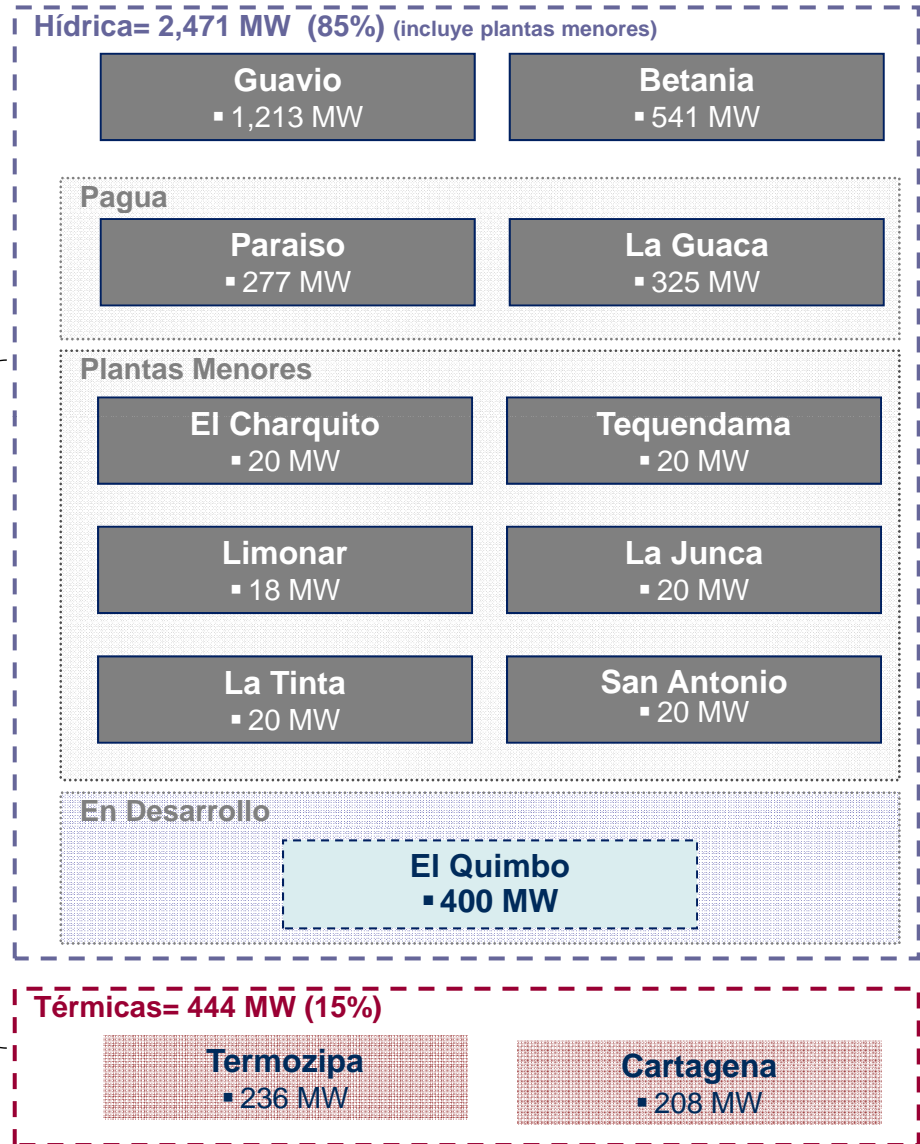 Hídrica= 2,471 MW (85%) (incluye plantas menores)
Guavio
▪ 1,213 MW
Betania
▪ 541 MW
Pagua
Paraiso
▪ 277 MW
La Guaca
▪ 325 MW
Plantas Menores
El Charquito
▪ 20 MW
Tequendama
▪ 20 MW
Limonar
▪ 18 MW
La Junca
▪ 20 MW
La Tinta
▪ 20 MW
San Antonio
▪ 20 MW
En Desarrollo
El Quimbo
▪ 400 MW
Térmicas= 444 MW (15%)
Termozipa
▪ 236 MW
Cartagena
▪ 208 MW